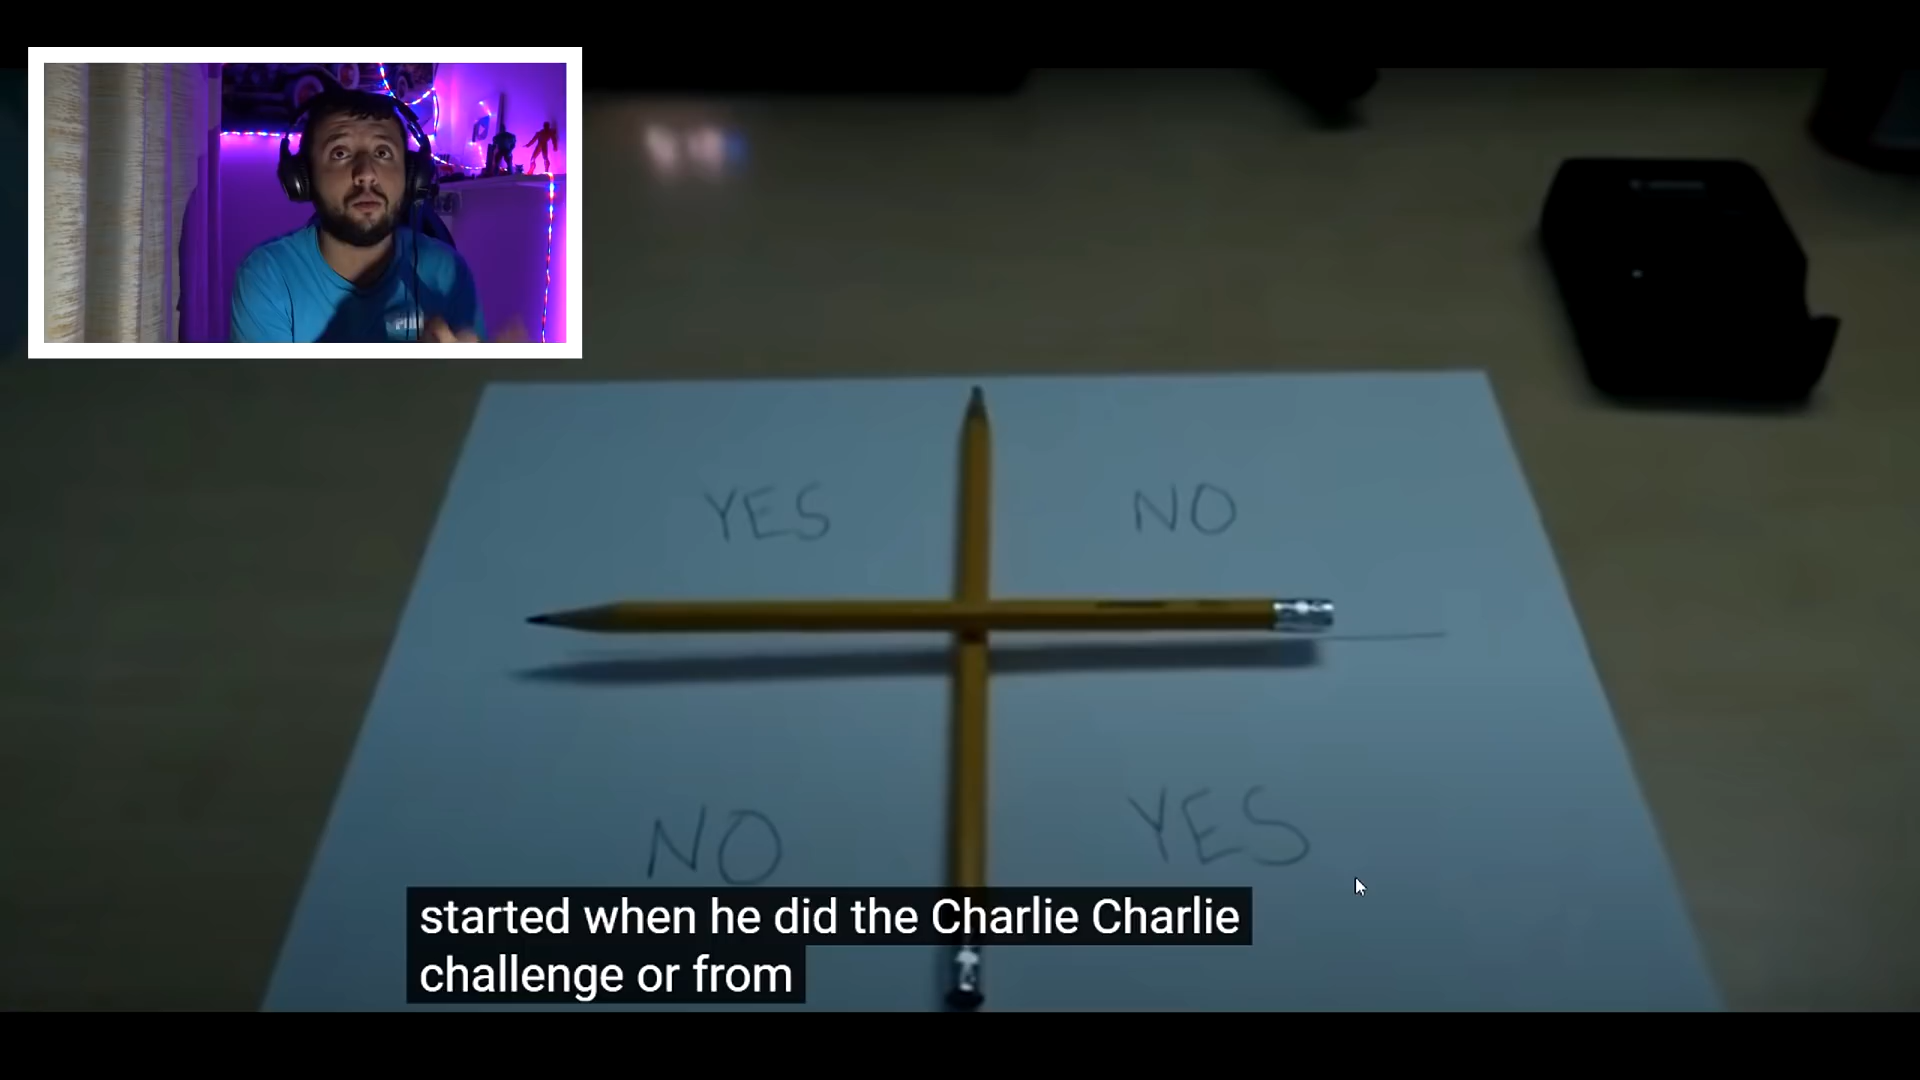 YES NO
NO YES
started when he did the Charlie Charlie
challenge or from